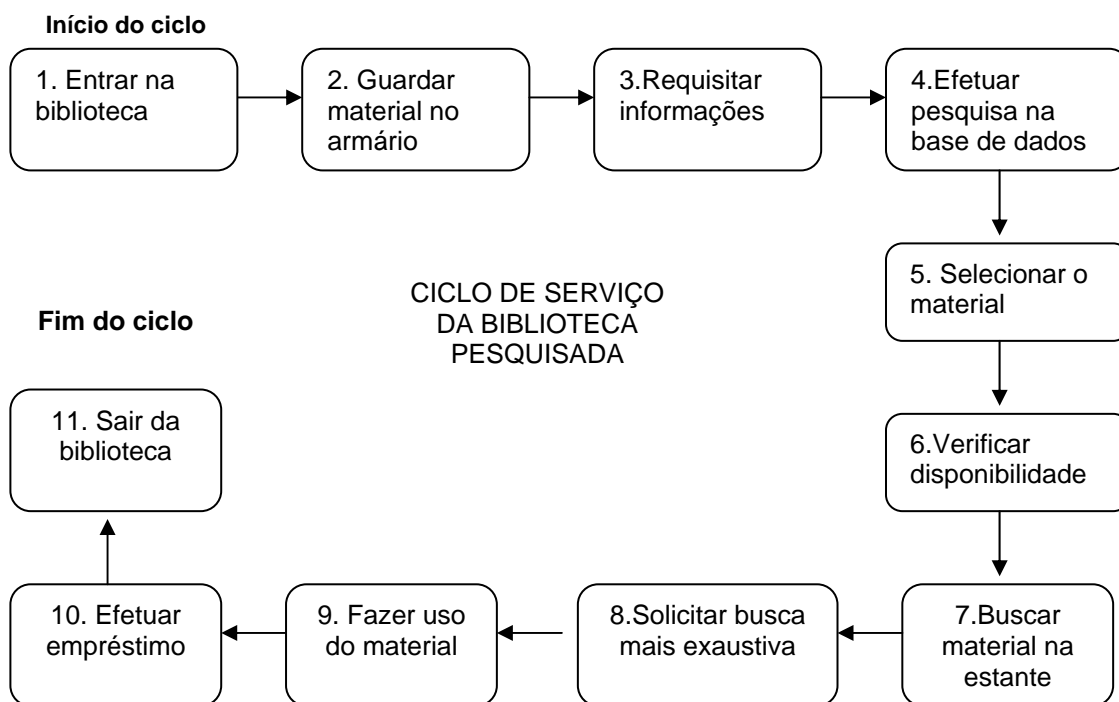 Início do ciclo
1. Entrar na
biblioteca
2. Guardar
material no
armário
3.Requisitar
informações
4.Efetuar
pesquisa na
base de dados
5. Selecionar o
material
CICLO DE SERVIÇO
DA BIBLIOTECA
PESQUISADA
Fim do ciclo
6.Verificar
disponibilidade
7.Buscar
material na
estante
8.Solicitar busca
mais exaustiva
9. Fazer uso
do material
10. Efetuar
empréstimo
11. Sair da
biblioteca